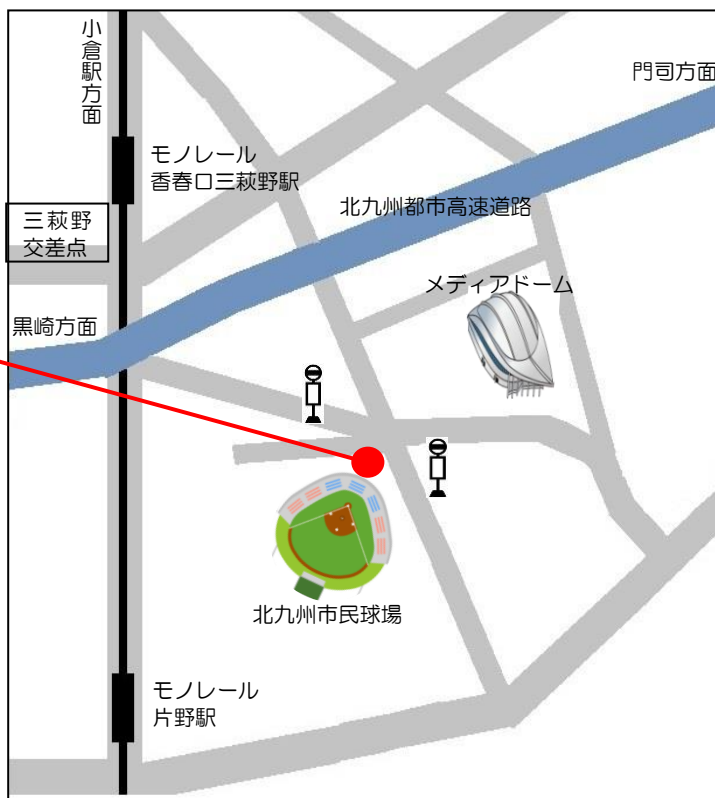 小倉駅方面
門司方面
モノレール
香春口三萩野駅
北九州都市高速道路
三萩野
交差点
メディアドーム
黒崎方面
北九州市民球場
モノレール
片野駅